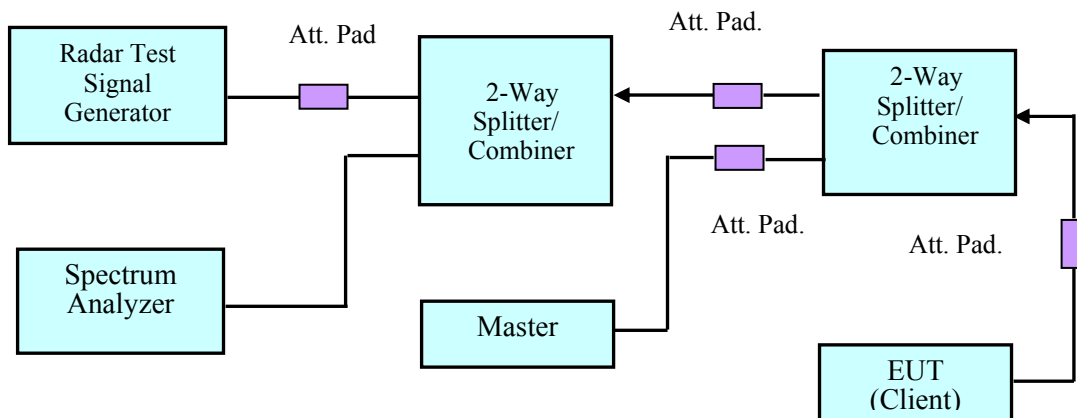 Radar Test
Signal
Generator
Att. Pad
2-Way
Splitter/
Combiner
Att. Pad.
2-Way
Splitter/
Combiner
Att. Pad.
Att. Pad.
Spectrum
Analyzer
Master
EUT
(Client)